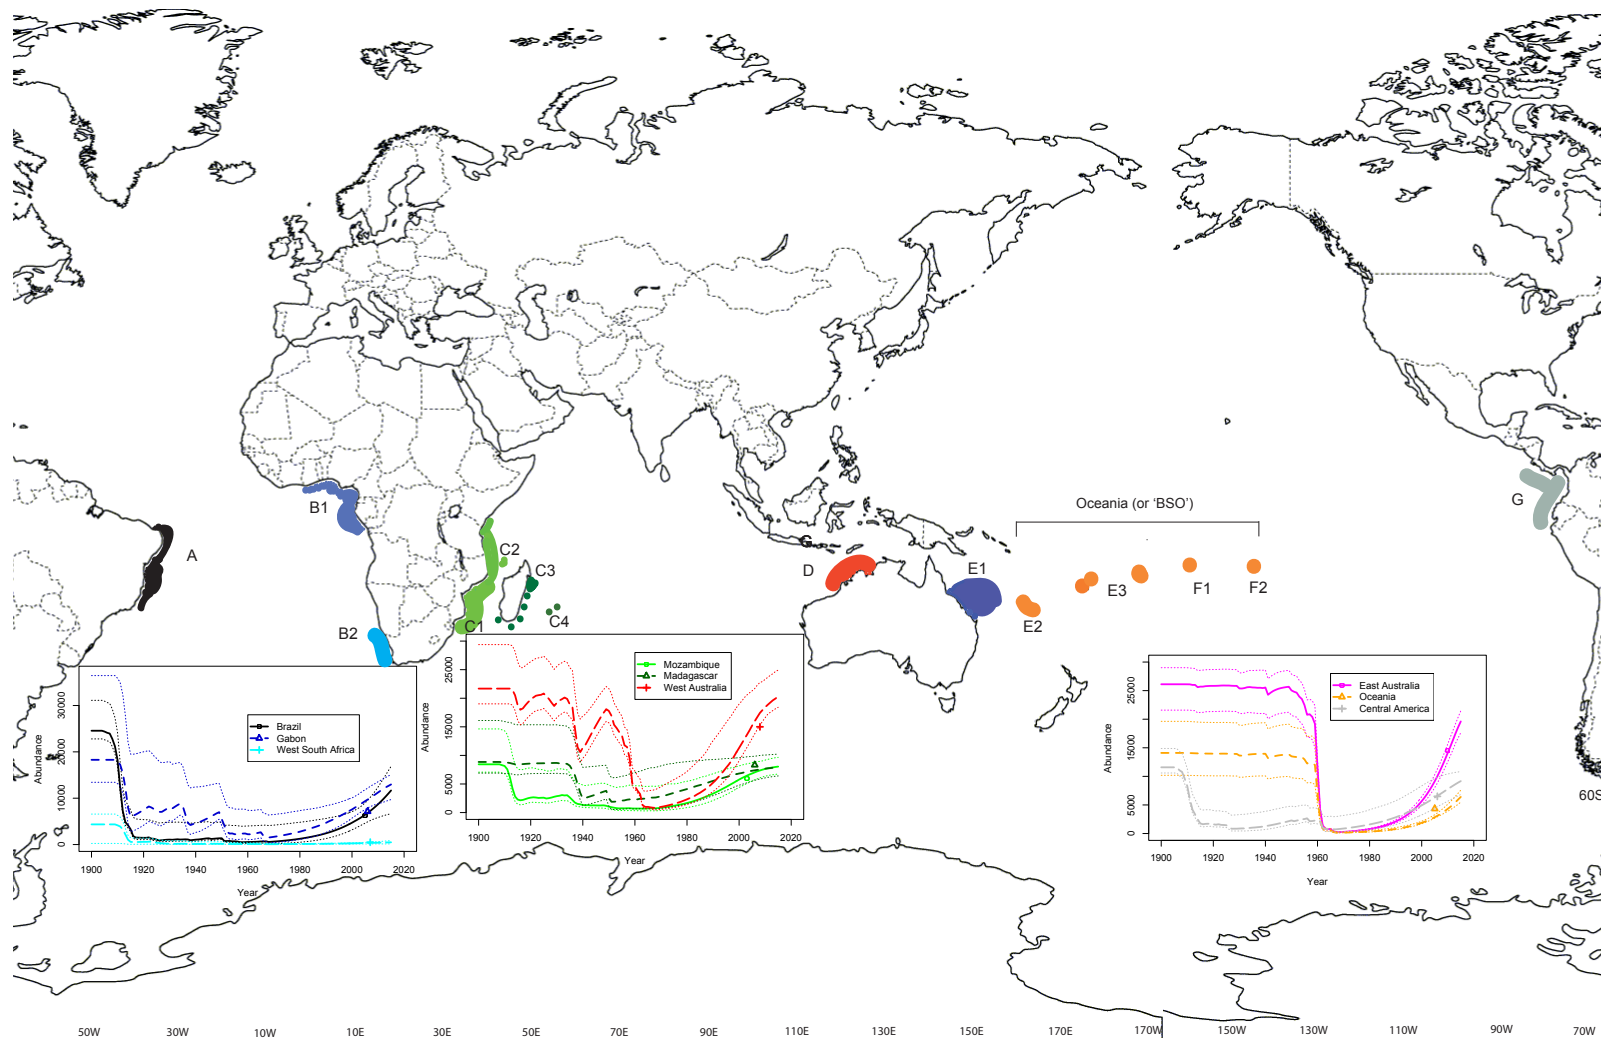 Oceania (or 'BSO')
A
B1
B2
C1
C2
C3
C4
C
D
E1
E2
E3
F1
F2
G
60S
Abundance
0
10000
20000
30000
Brazil
Gabon
West South Africa
1900
1920
1940
1960
1980
2000
2020
Year
Abundance
0
5000
15000
25000
Mozambique
Madagascar
West Australia
1900
1920
1940
1960
1980
2000
2020
Year
Abundance
0
5000
15000
25000
East Australia
Oceania
Central America
1900
1920
1940
1960
1980
2000
2020
Year
50W 30W 10W 10E 30E 50E 70E 90E 110E 130E 150E 170E 170W 150W 130W 110W 90W 70W